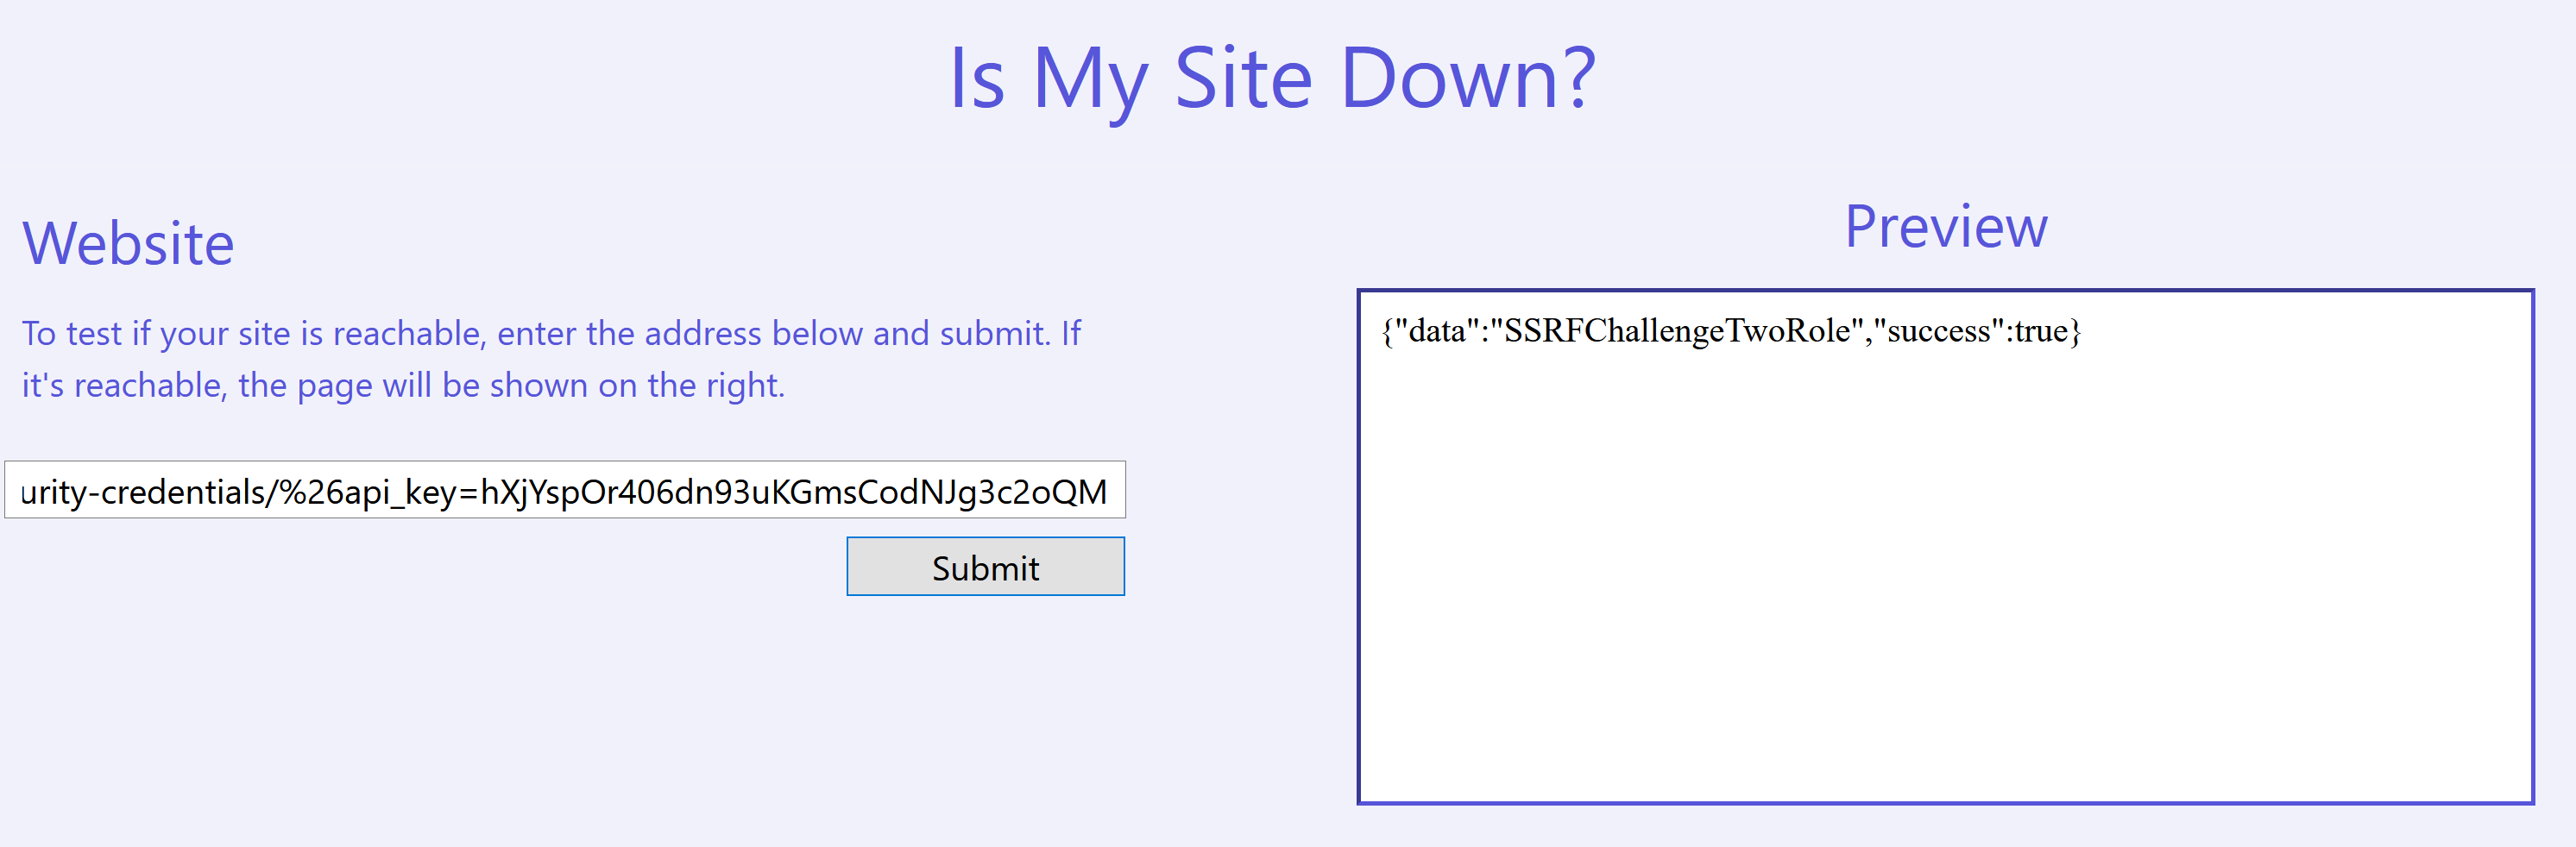 Is My Site Down?
Website
To test if your site is reachable, enter the address below and submit. If
it's reachable, the page will be shown on the right.
urity-credentials/%26api_key=hXjYspOr406dn93uKGmsCodNJg3c2oQM
Submit
Preview
{"data":"SSRFChallengeTwoRole","success":true}